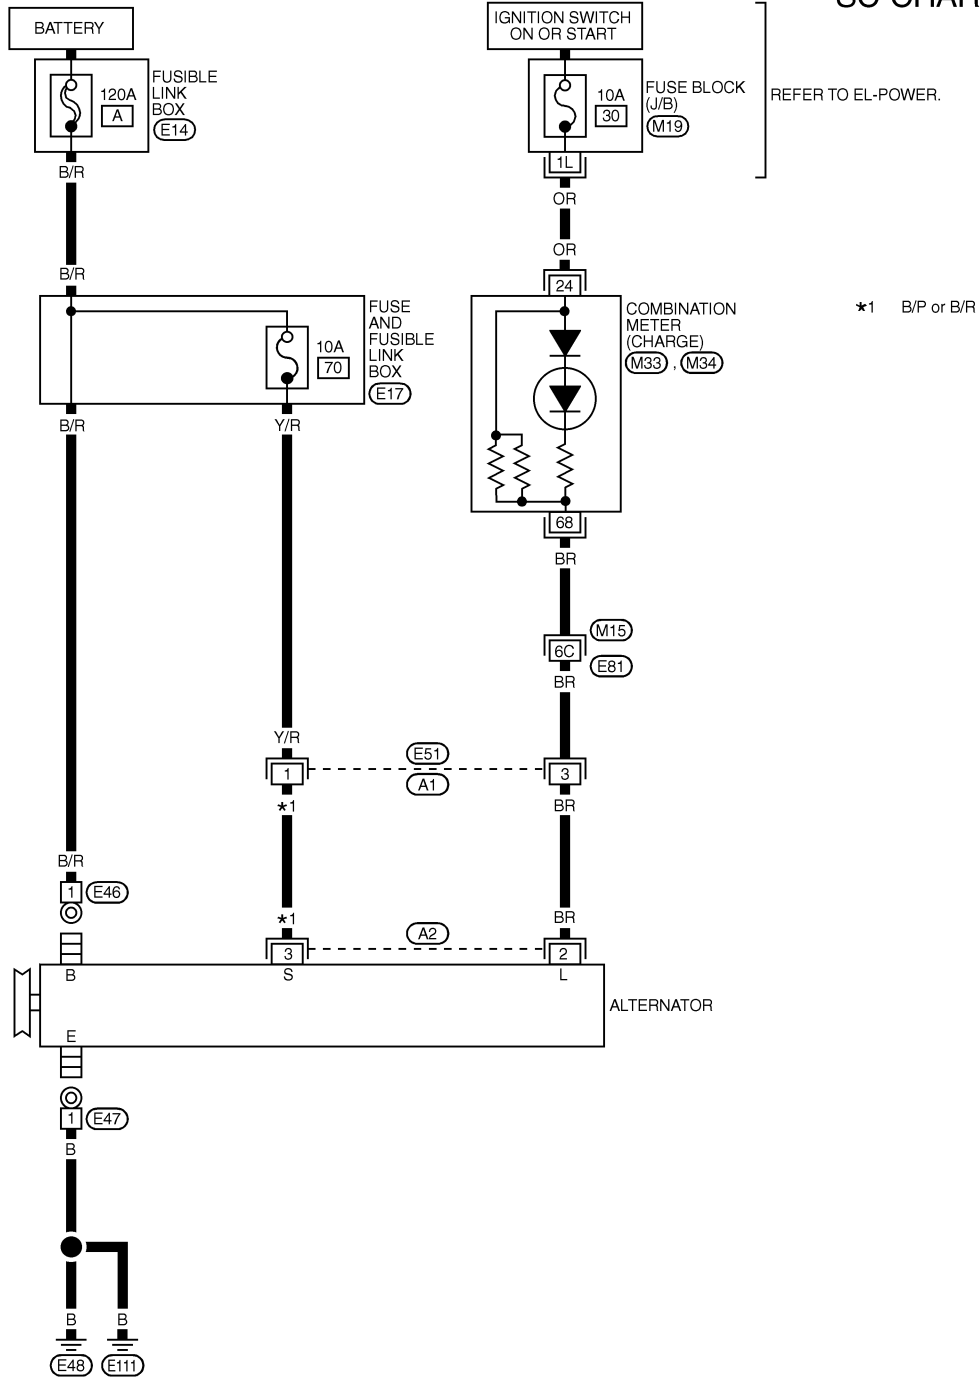 BATTERY
IGNITION SWITCH
ON OR START
FUSIBLE
LINK
BOX
E14
120A
A
10A
30
FUSE BLOCK
(J/B)
M19
REFER TO EL-POWER.
1L
B/R
OR
B/R
OR
24
FUSE
AND
FUSIBLE
LINK
BOX
E17
10A
70
COMBINATION
METER
(CHARGE)
M33 , M34
*1 B/P or B/R
B/R
Y/R
68
BR
M15
6C
E81
BR
Y/R
E51
1
3
A1
*1
BR
B/R
1
E46
*1
BR
A2
3
2
B
S
L
ALTERNATOR
E
1
E47
B
B
B
E48
E111